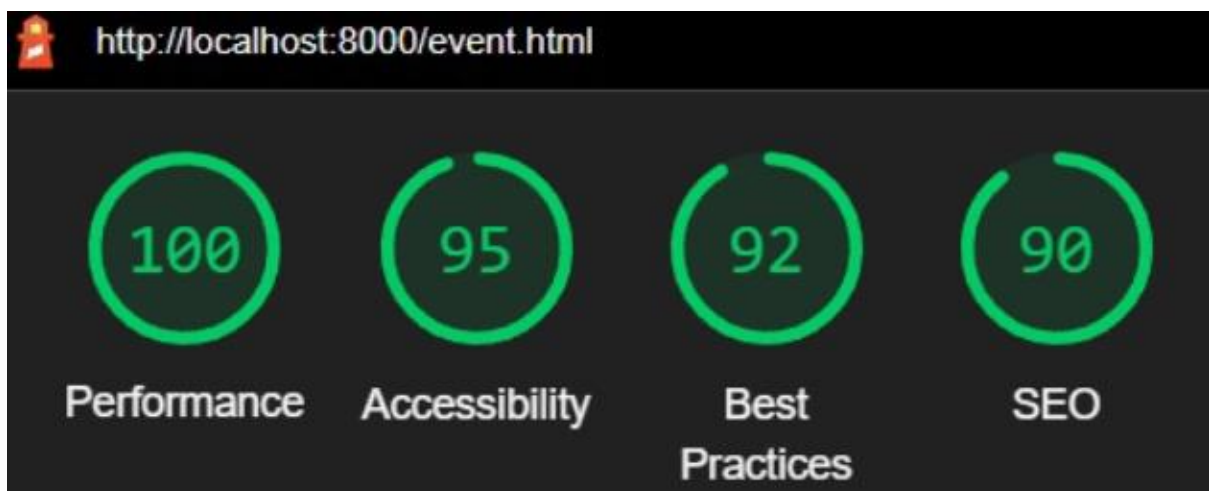 http://localhost:8000/event.html
100
95
92
90
Performance
Accessibility
Best
Practices
SEO